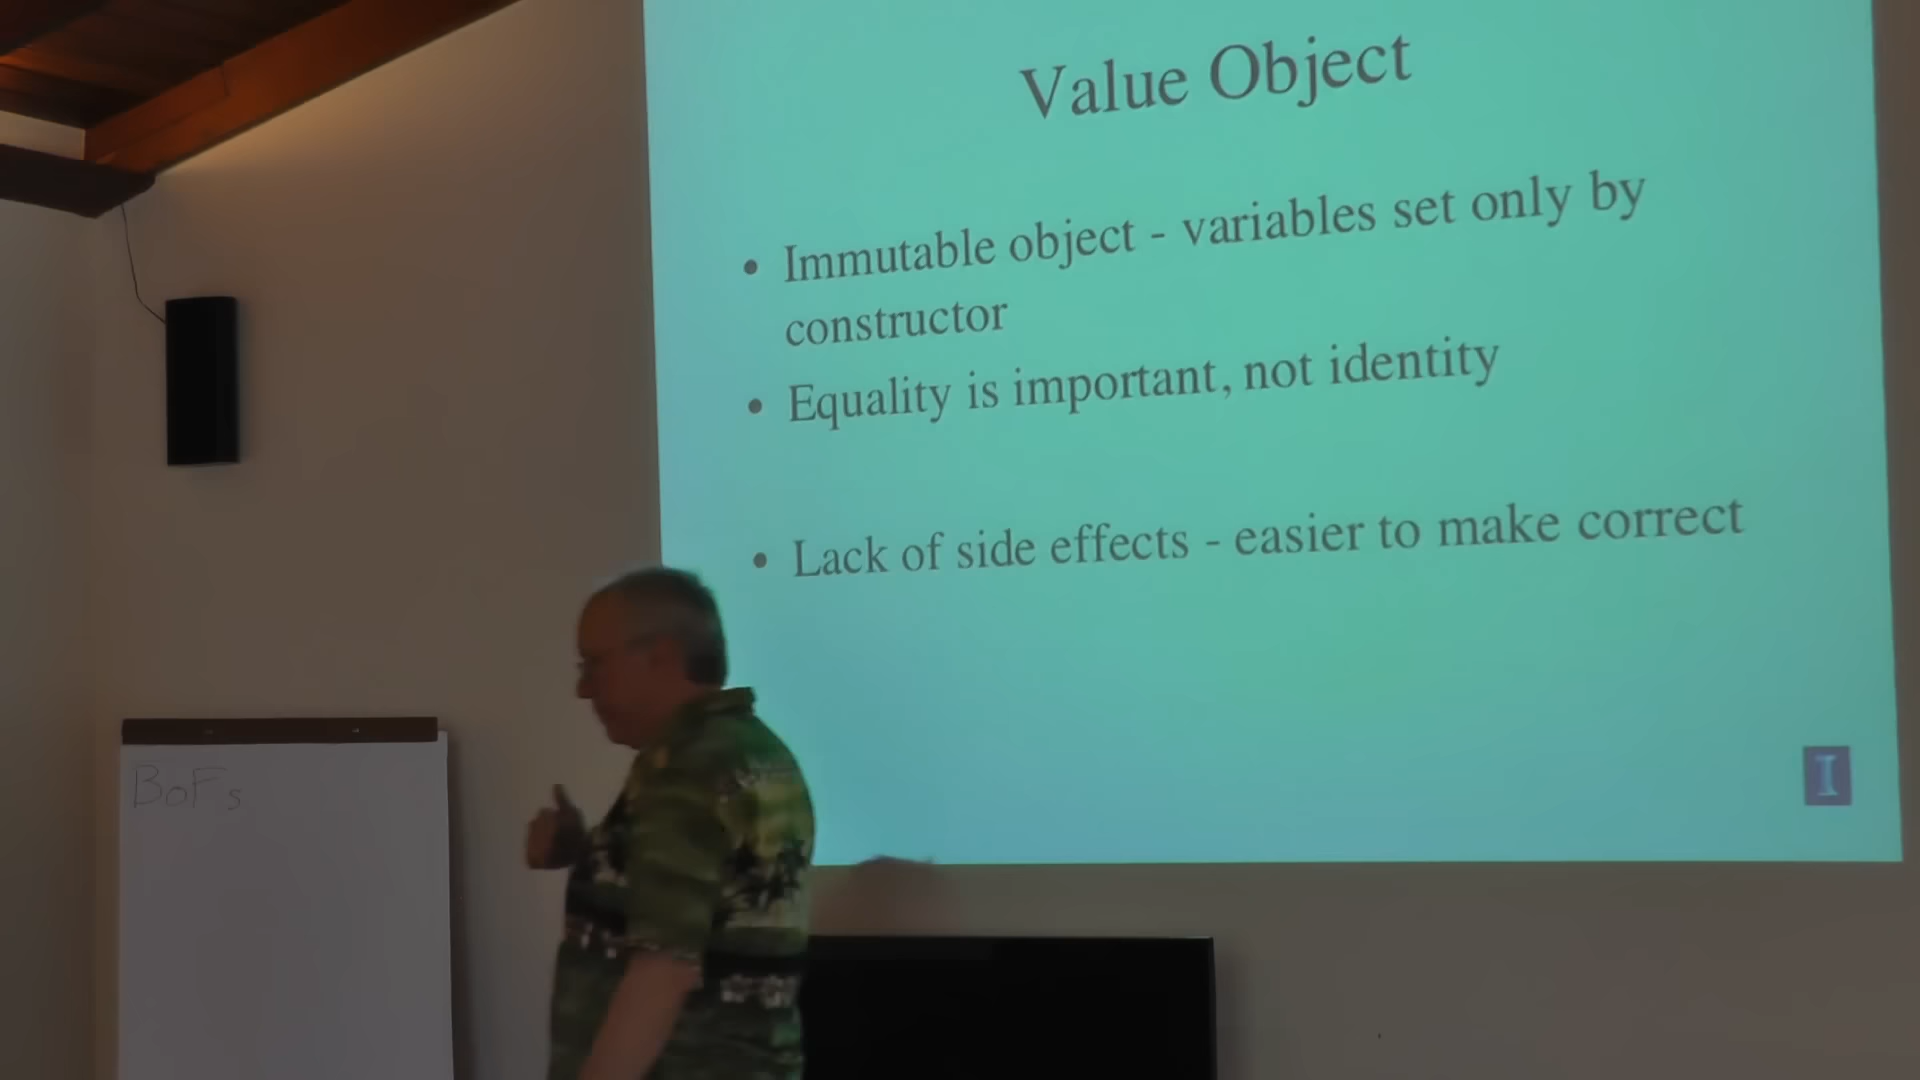 Value Object
• Immutable object - variables set only by
constructor
• Equality is important, not identity
• Lack of side effects - easier to make correct
I
BoFs